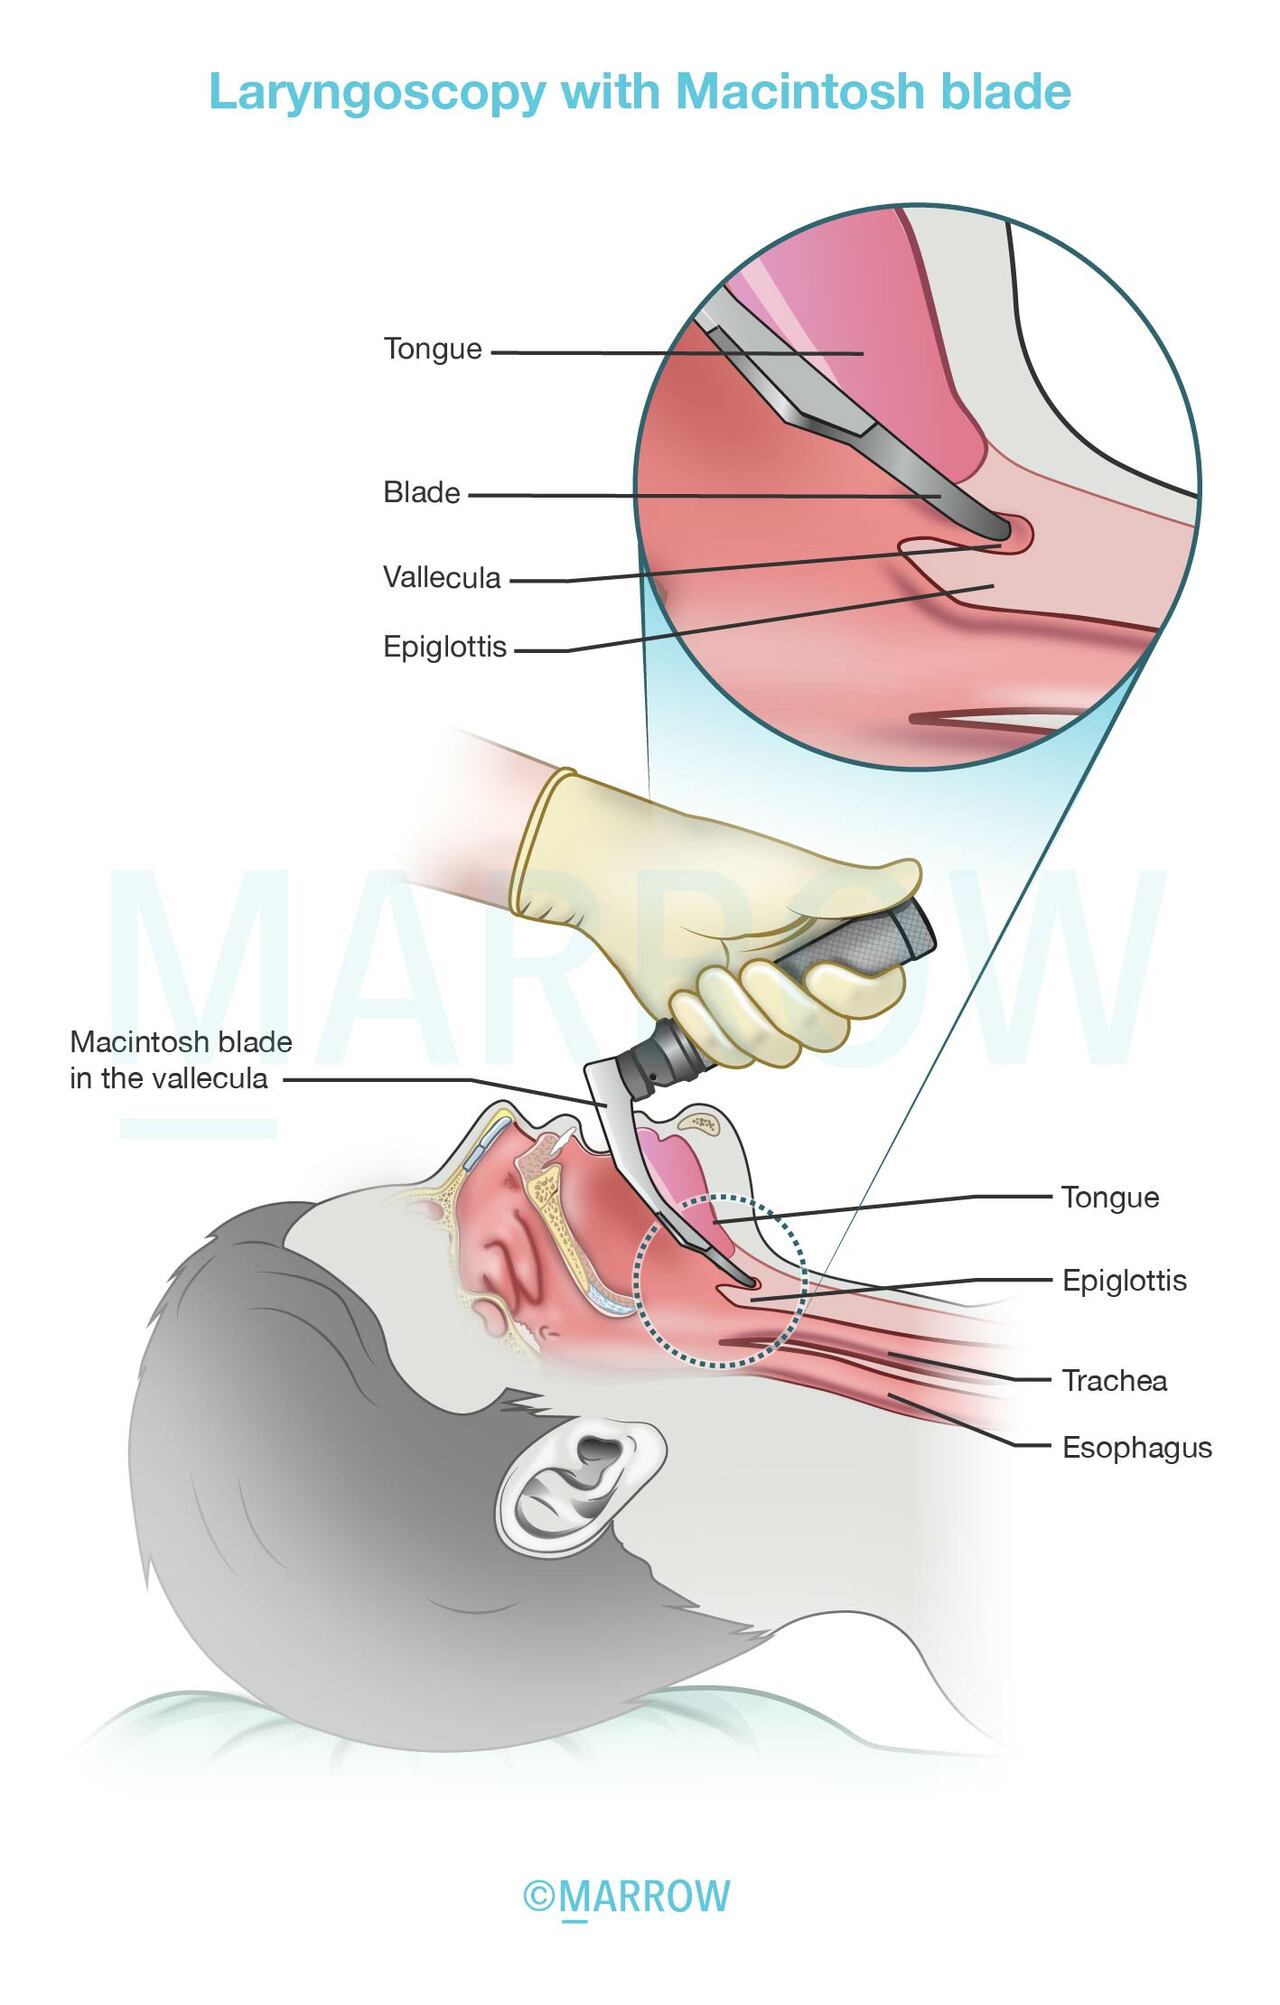 Laryngoscopy with Macintosh blade
Tongue
Blade
Vallecula
Epiglottis
MARROW
Macintosh blade
in the vallecula
Tongue
Epiglottis
Trachea
Esophagus
©MARROW